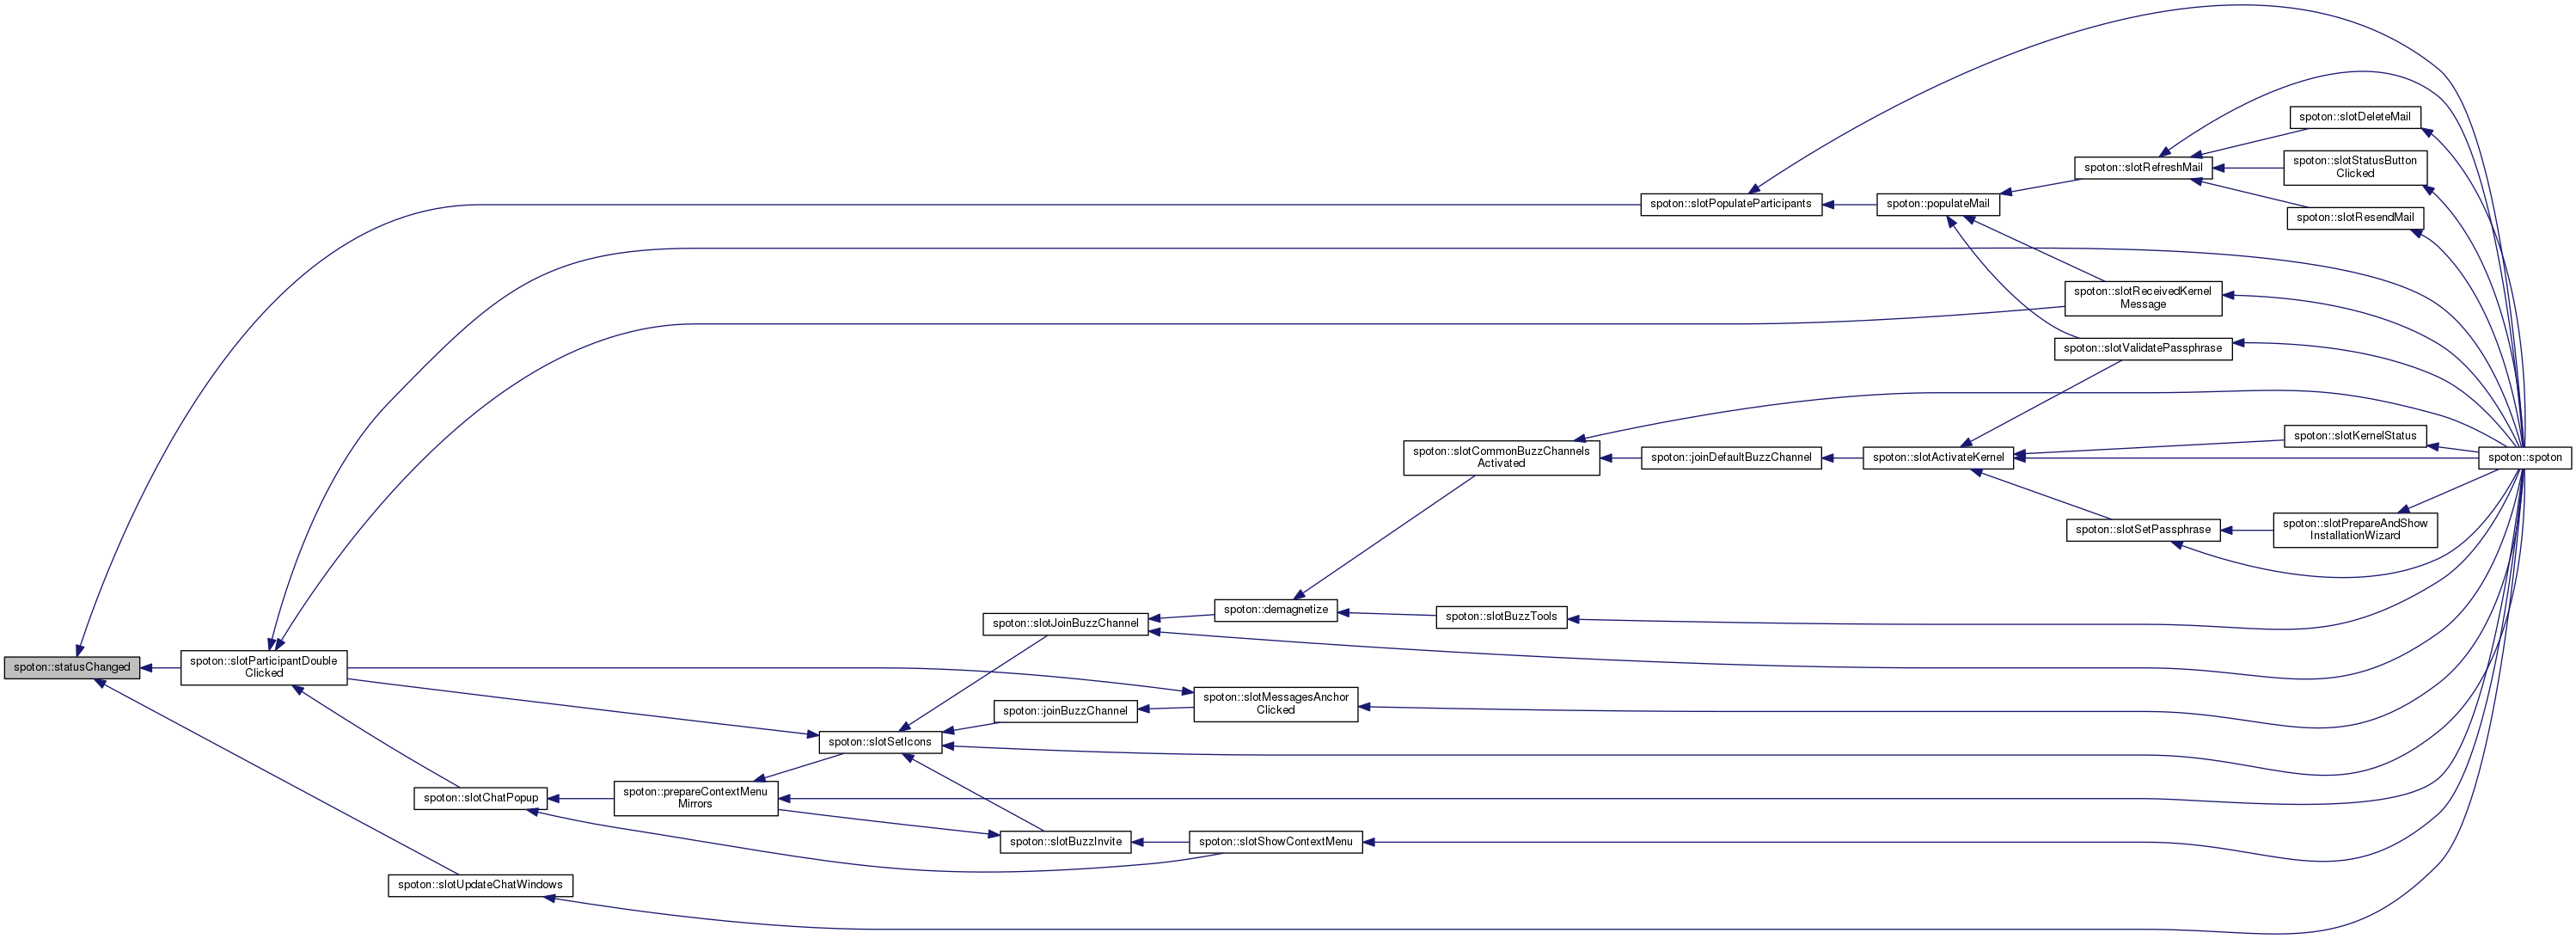 spoton::slotDeleteMail
spoton::slotStatusButton
Clicked
spoton::slotRefreshMail
spoton::slotPopulateParticipants
spoton::populateMail
spoton::slotResendMail
spoton::slotReceivedKernel
Message
spoton::slotValidatePassphrase
spoton::slotKernelStatus
spoton::slotCommonBuzzChannels
Activated
spoton::joinDefaultBuzzChannel
spoton::slotActivateKernel
spoton::spoton
spoton::slotSetPassphrase
spoton::slotPrepareAndShow
InstallationWizard
spoton::demagnetize
spoton::slotBuzzTools
spoton::slotJoinBuzzChannel
spoton::statusChanged
spoton::slotParticipantDouble
Clicked
spoton::slotMessagesAnchor
Clicked
spoton::joinBuzzChannel
spoton::slotSetIcons
spoton::slotChatPopup
spoton::prepareContextMenu
Mirrors
spoton::slotBuzzInvite
spoton::slotShowContextMenu
spoton::slotUpdateChatWindows